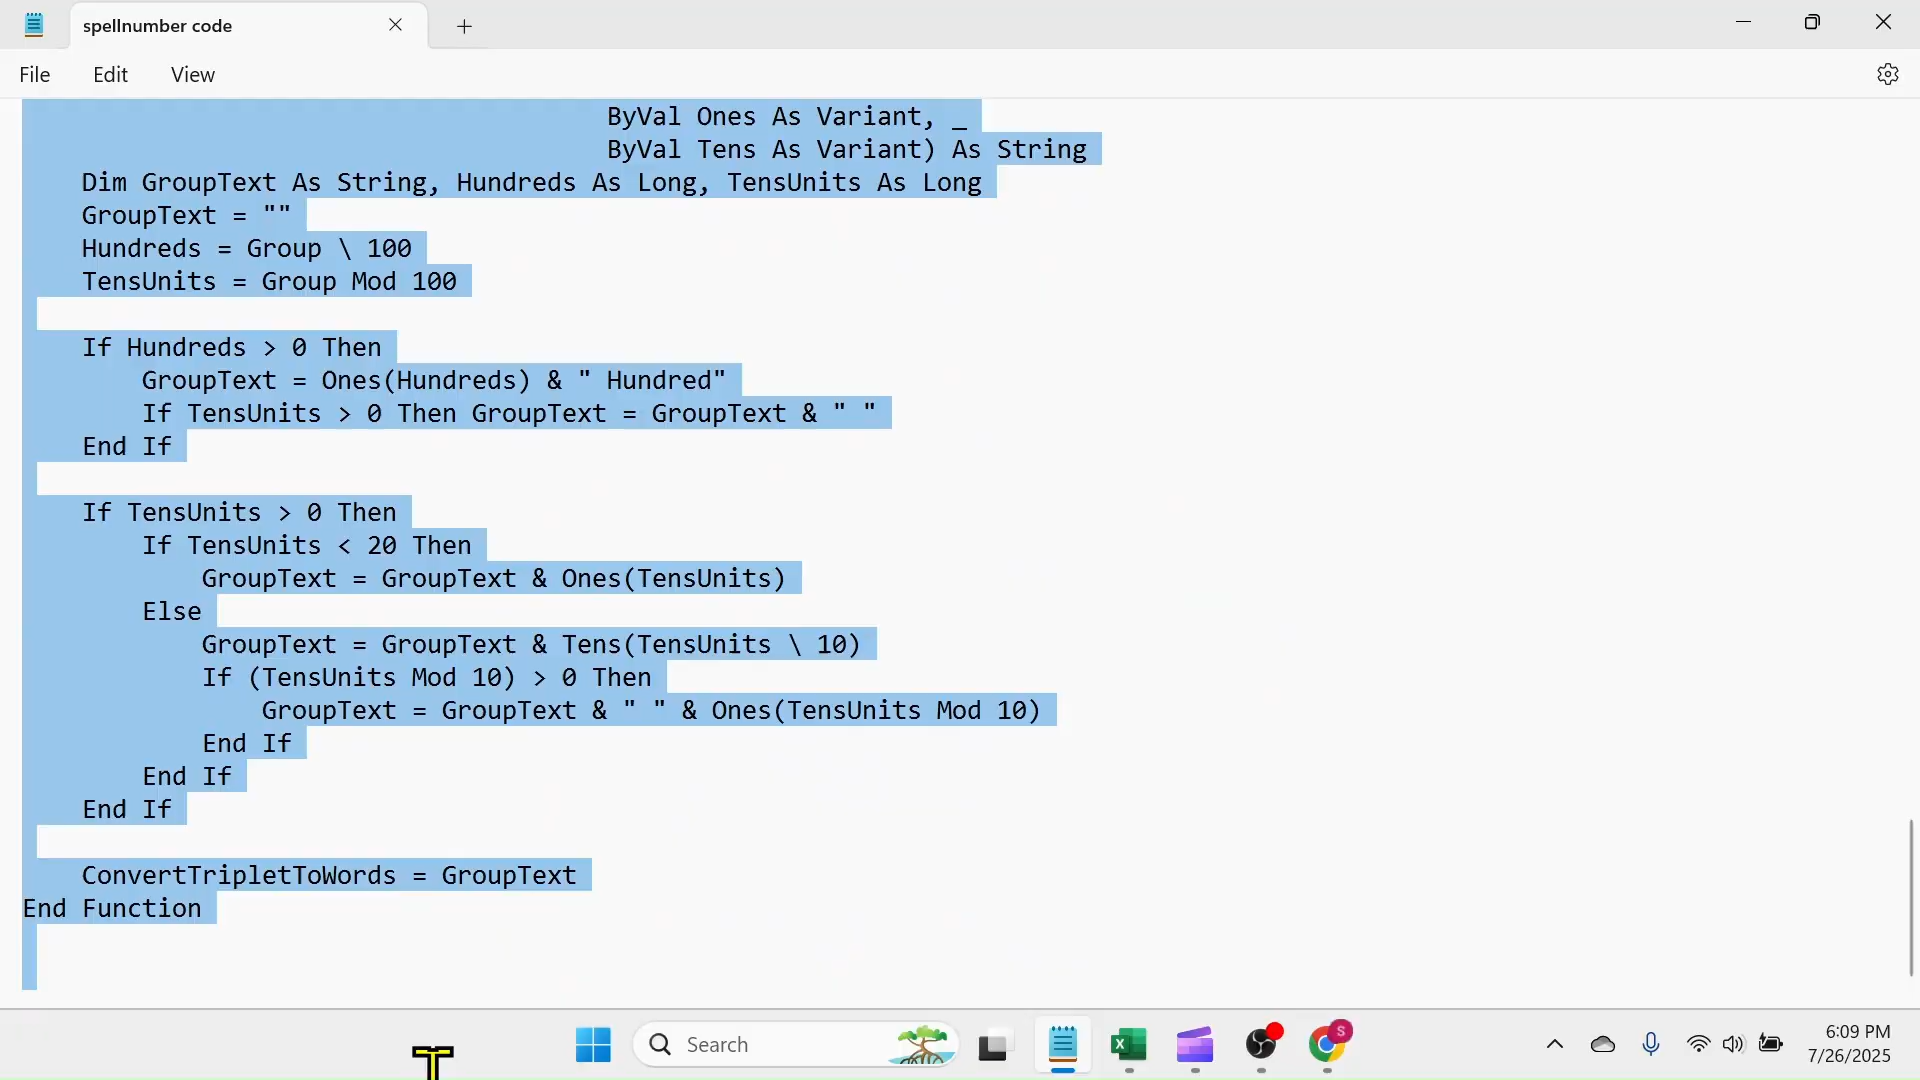 spellnumber code
File Edit View
ByVal Ones As Variant, _
ByVal Tens As Variant) As String
Dim GroupText As String, Hundreds As Long, TensUnits As Long
GroupText = ""
Hundreds = Group \ 100
TensUnits = Group Mod 100
If Hundreds > 0 Then
GroupText = Ones(Hundreds) & " Hundred"
If TensUnits > 0 Then GroupText = GroupText & " "
End If
If TensUnits > 0 Then
If TensUnits < 20 Then
GroupText = GroupText & Ones(TensUnits)
Else
GroupText = GroupText & Tens(TensUnits \ 10)
If (TensUnits Mod 10) > 0 Then
GroupText = GroupText & " " & Ones(TensUnits Mod 10)
End If
End If
End If
ConvertTripletToWords = GroupText
End Function
Search
S
6:09 PM
7/26/2025